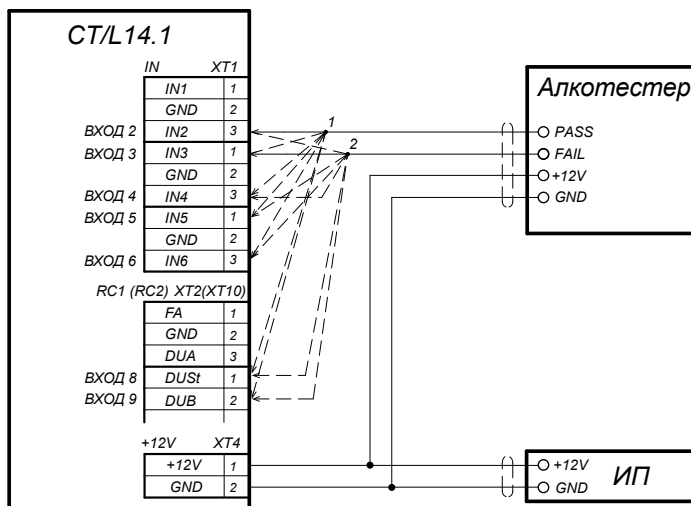 CT/L14.1
IN XT1
IN1 1
GND 2
ВХОД 2 IN2 3
ВХОД 3 IN3 1
GND 2
ВХОД 4 IN4 3
ВХОД 5 IN5 1
GND 2
ВХОД 6 IN6 3
RC1 (RC2) XT2(XT10)
FA 1
GND 2
DUA 3
ВХОД 8 DUSt 1
ВХОД 9 DUB 2
+12V XT4
+12V 1
GND 2
1
2
Алкотестер
PASS
FAIL
+12V
GND
+12V
GND
ИП